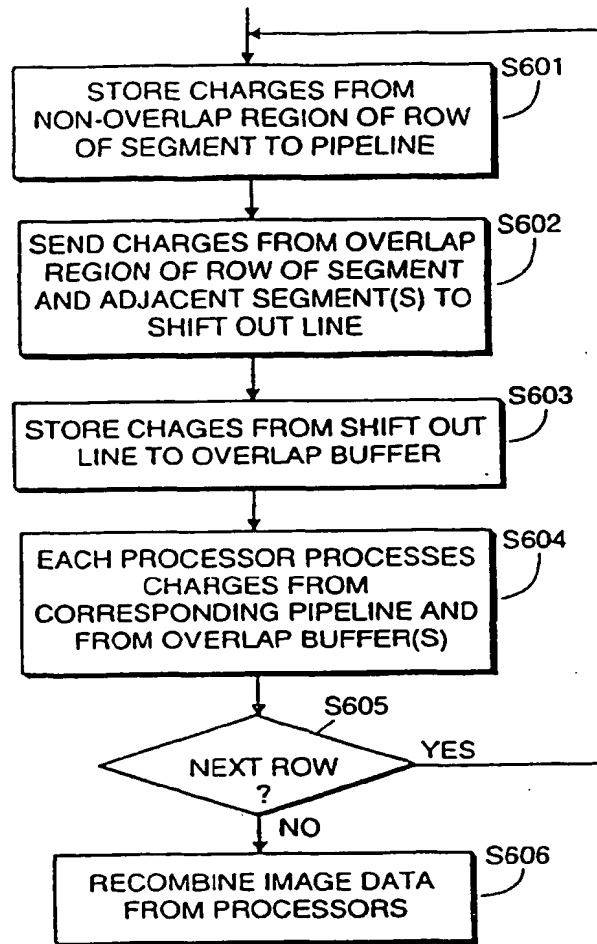 S601
STORE CHARGES FROM
NON-OVERLAP REGION OF ROW
OF SEGMENT TO PIPELINE
S602
SEND CHARGES FROM OVERLAP
REGION OF ROW OF SEGMENT
AND ADJACENT SEGMENT(S) TO
SHIFT OUT LINE
S603
STORE CHAGES FROM SHIFT OUT
LINE TO OVERLAP BUFFER
S604
EACH PROCESSOR PROCESSES
CHARGES FROM
CORRESPONDING PIPELINE AND
FROM OVERLAP BUFFER(S)
S605
NEXT ROW
?
YES
NO
S606
RECOMBINE IMAGE DATA
FROM PROCESSORS